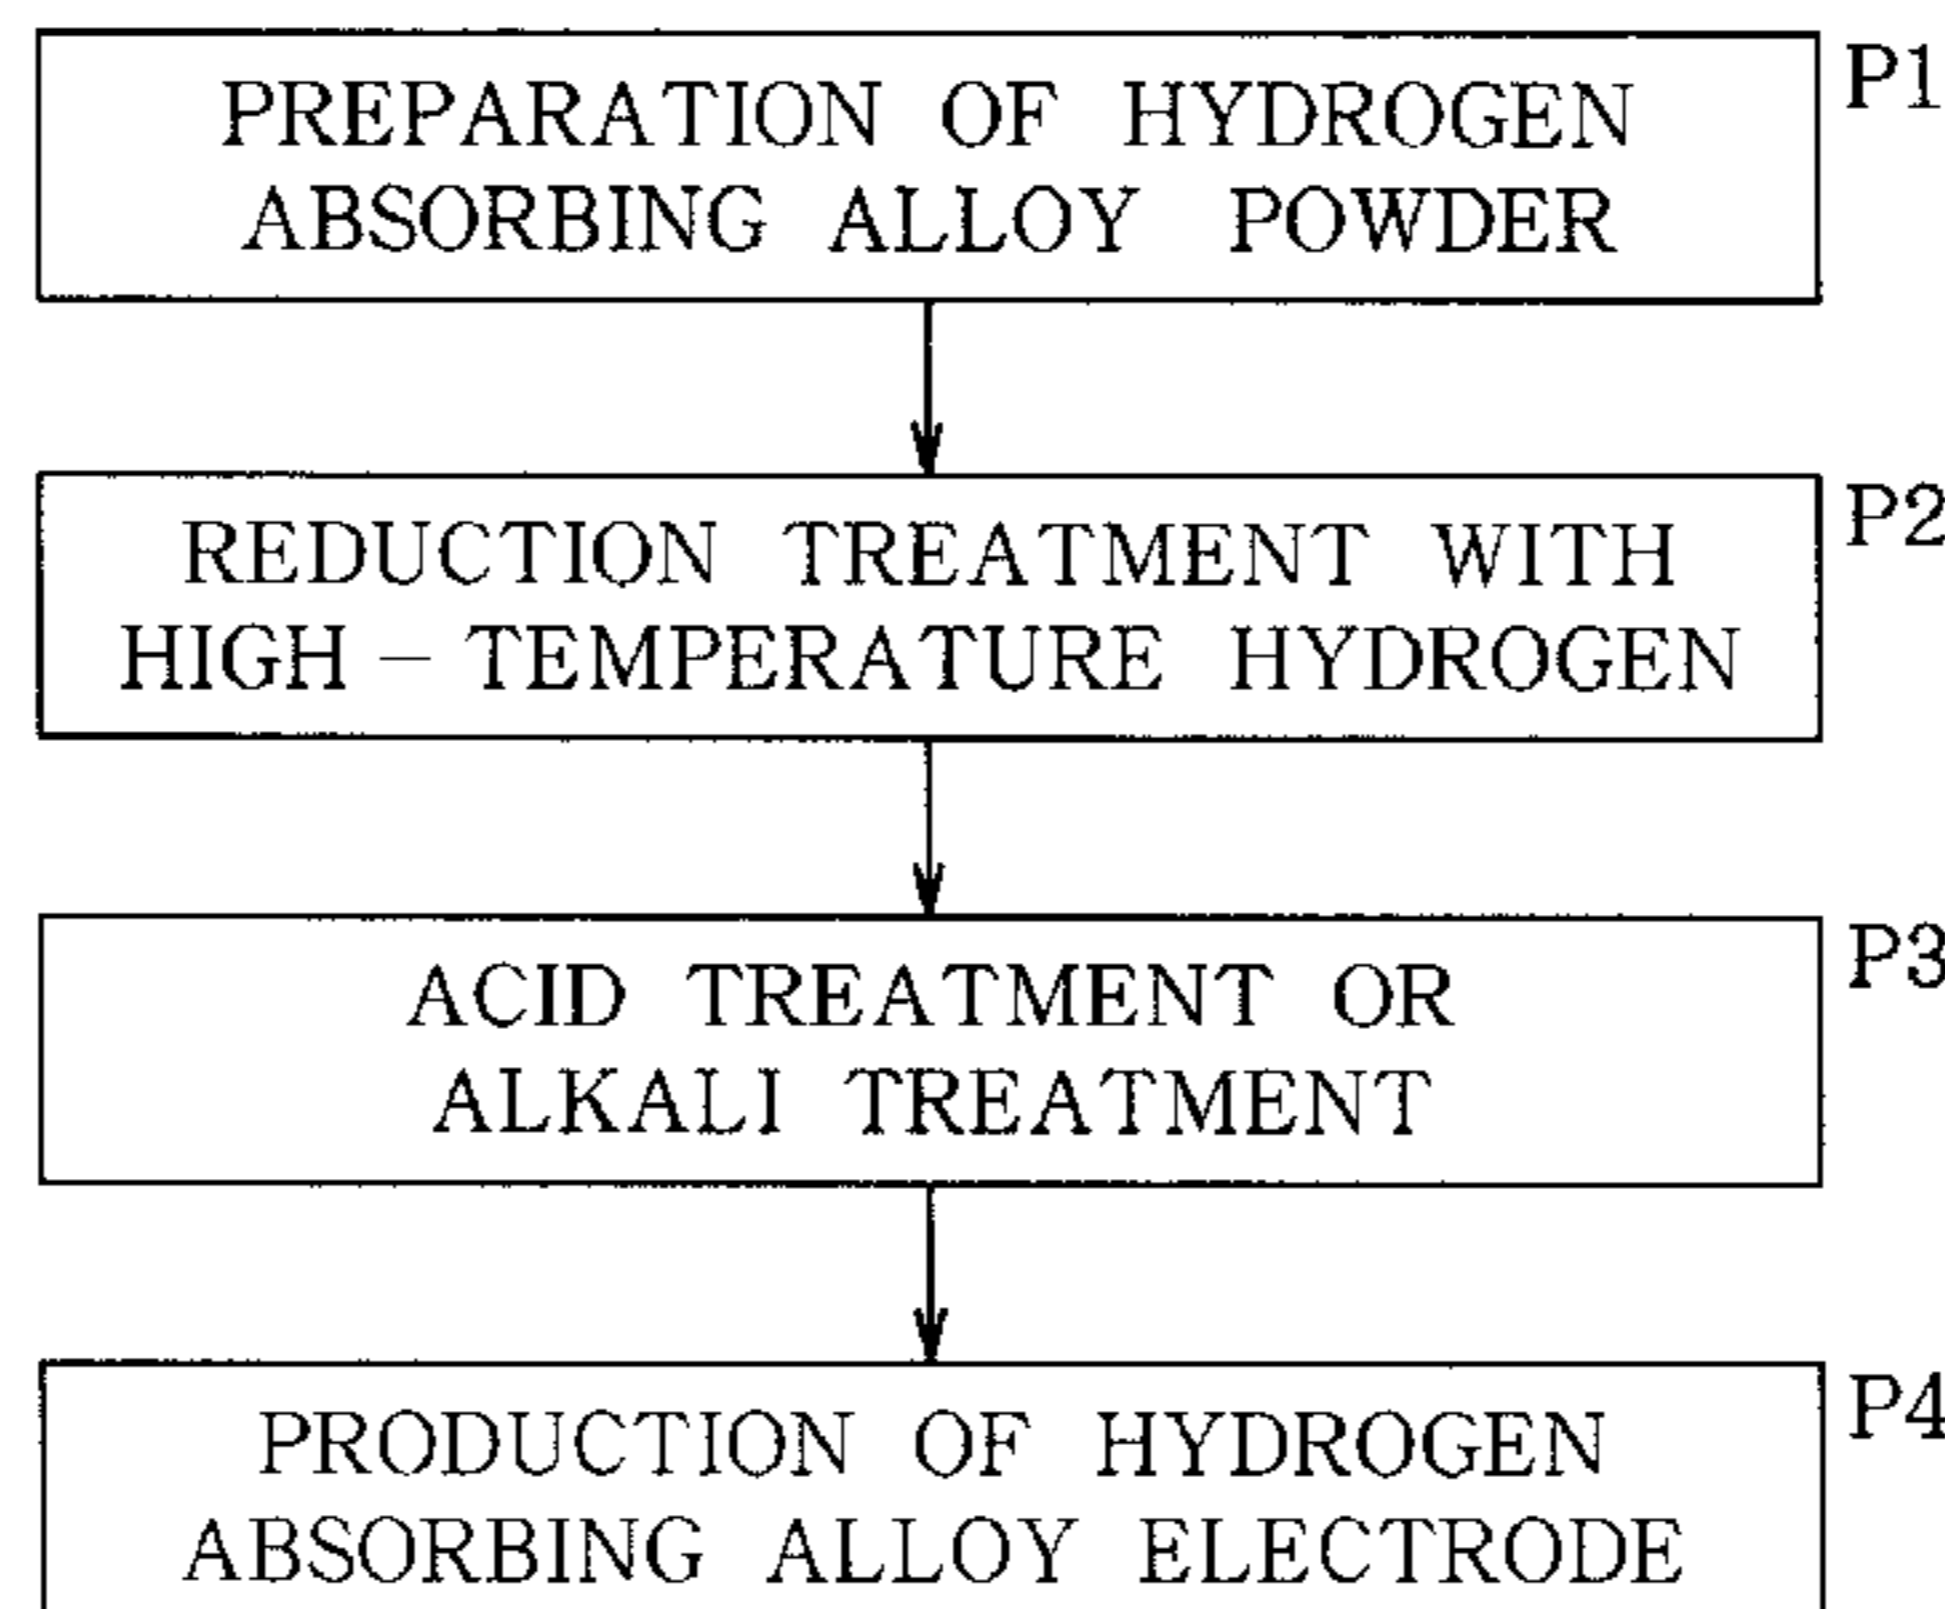 PREPARATION OF HYDROGEN
ABSORBING ALLOY POWDER
P1
REDUCTION TREATMENT WITH
HIGH - TEMPERATURE HYDROGEN
P2
ACID TREATMENT OR
ALKALI TREATMENT
P3
PRODUCTION OF HYDROGEN
ABSORBING ALLOY ELECTRODE
P4